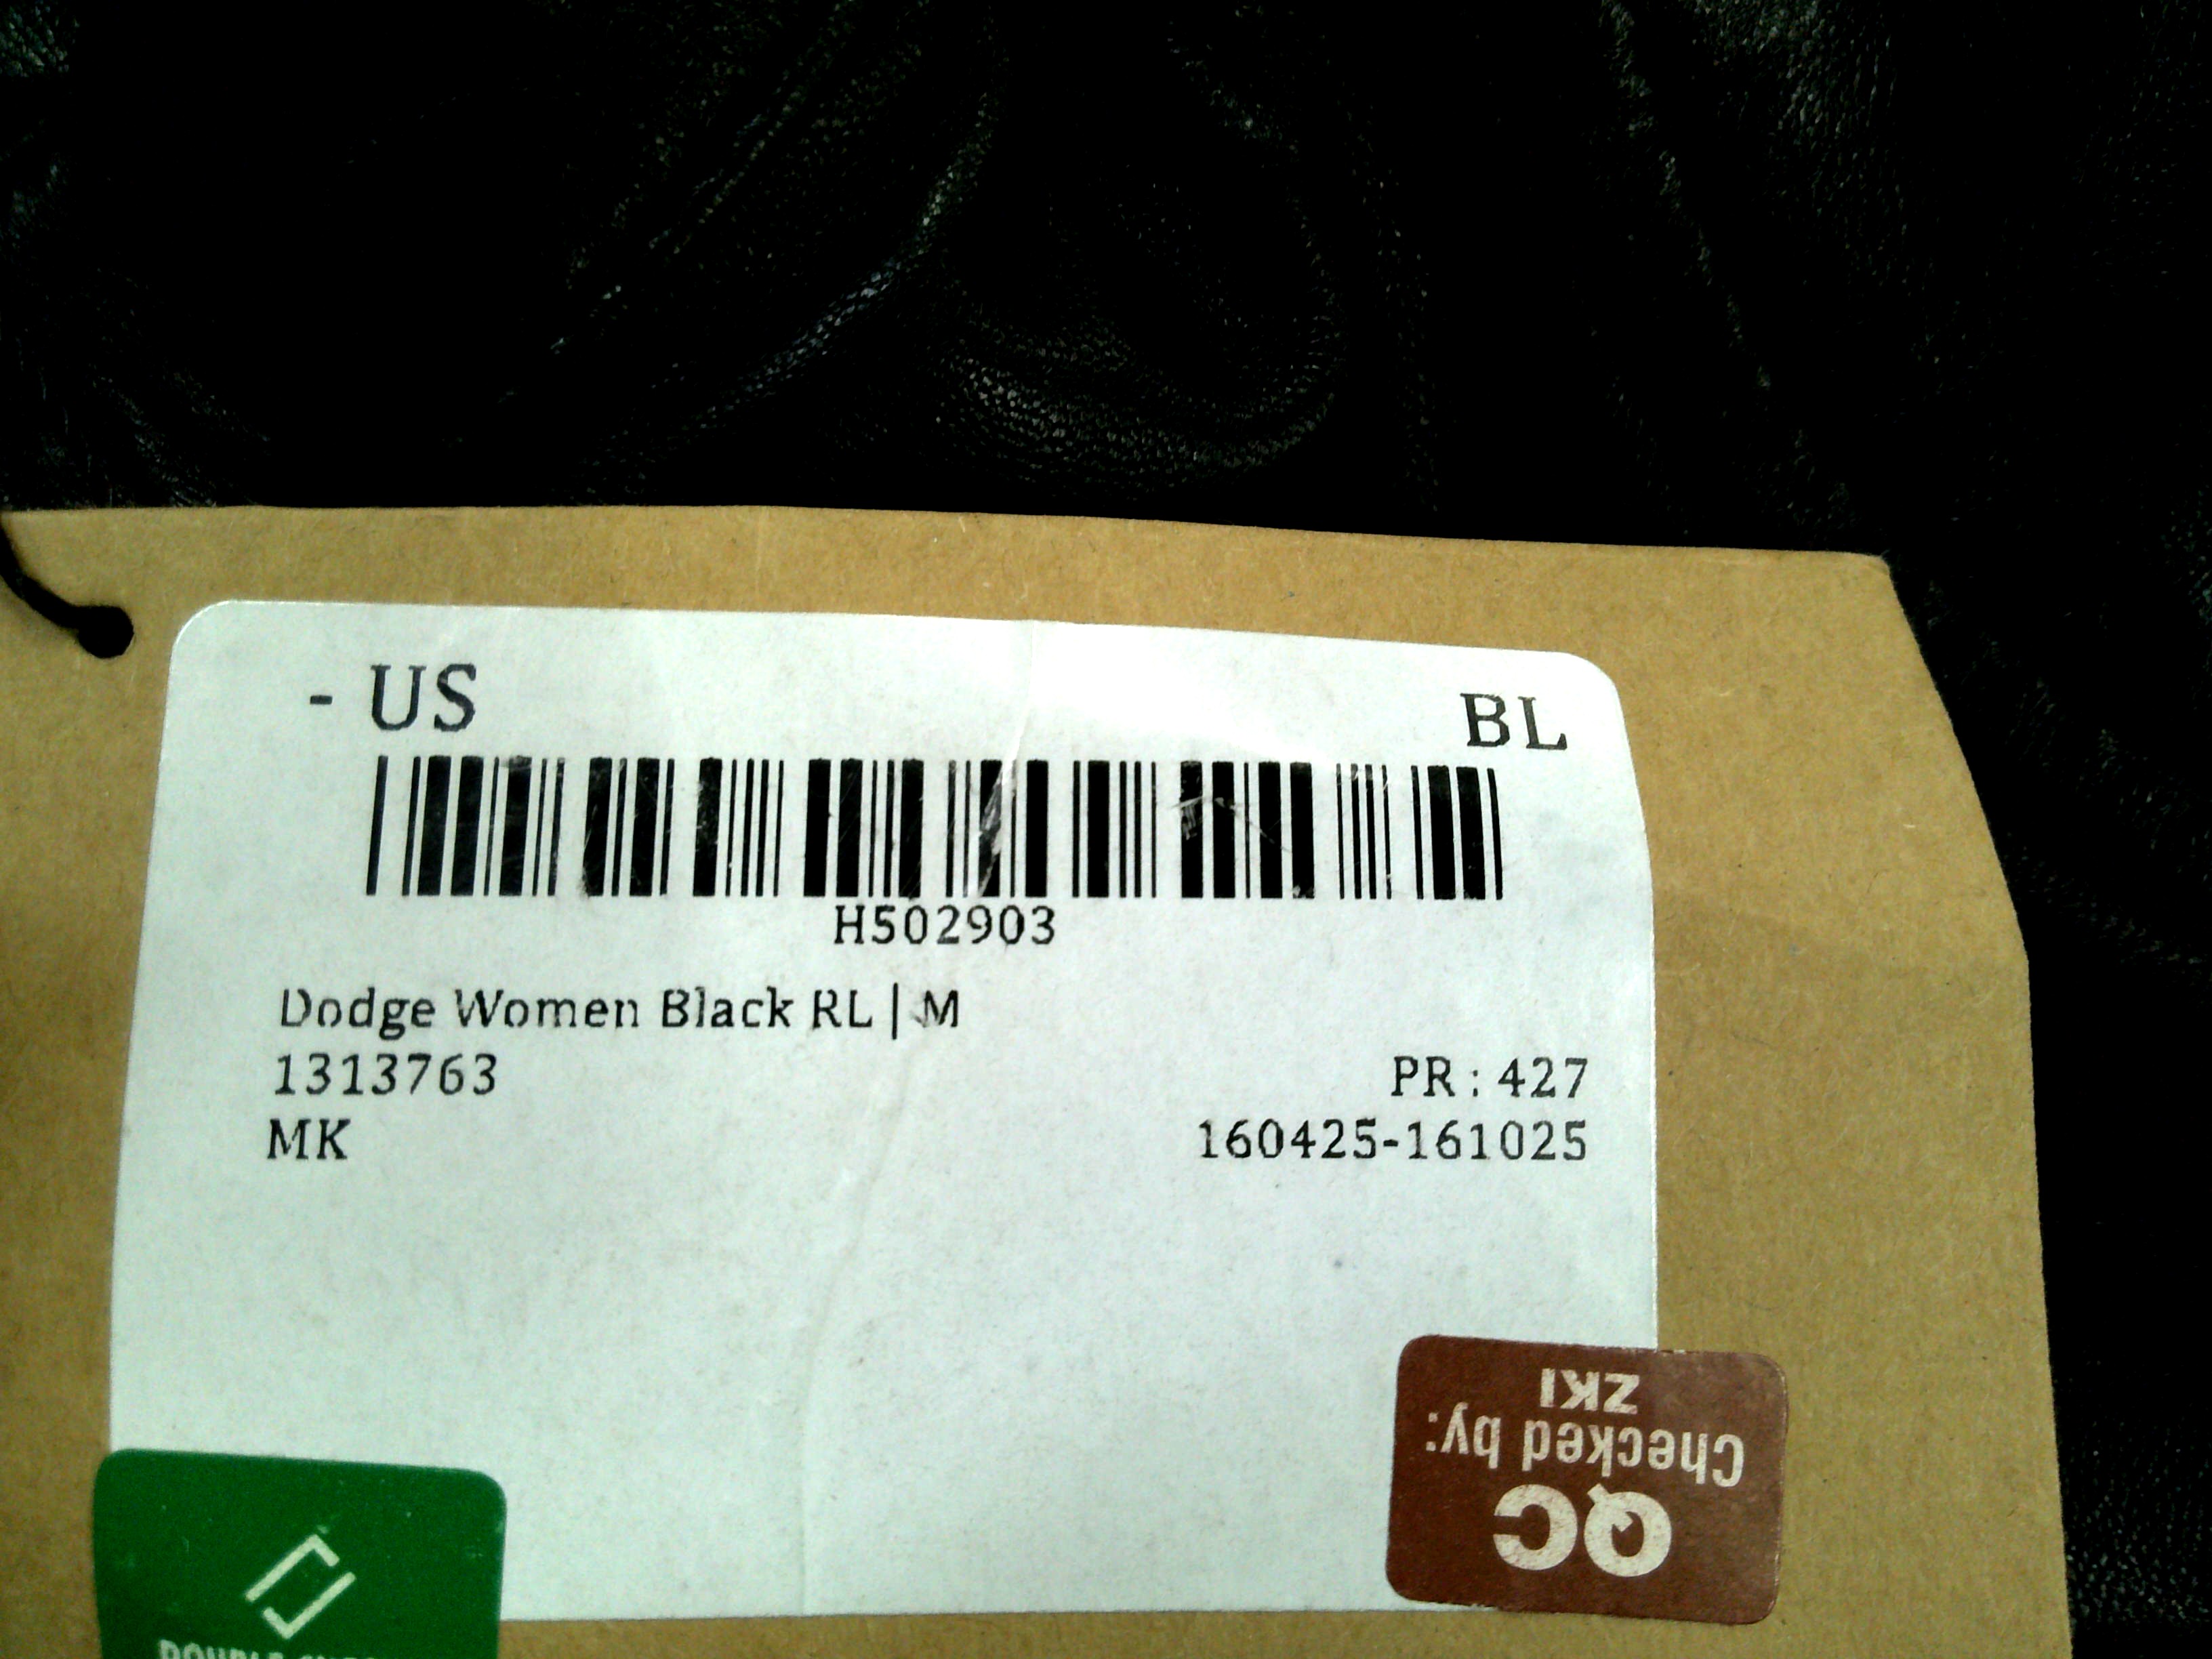 - US BL
H502903
Dodge Women Black RL | M
1313763 PR : 427
MK 160425-161025
QC
Checked by:
ZKI